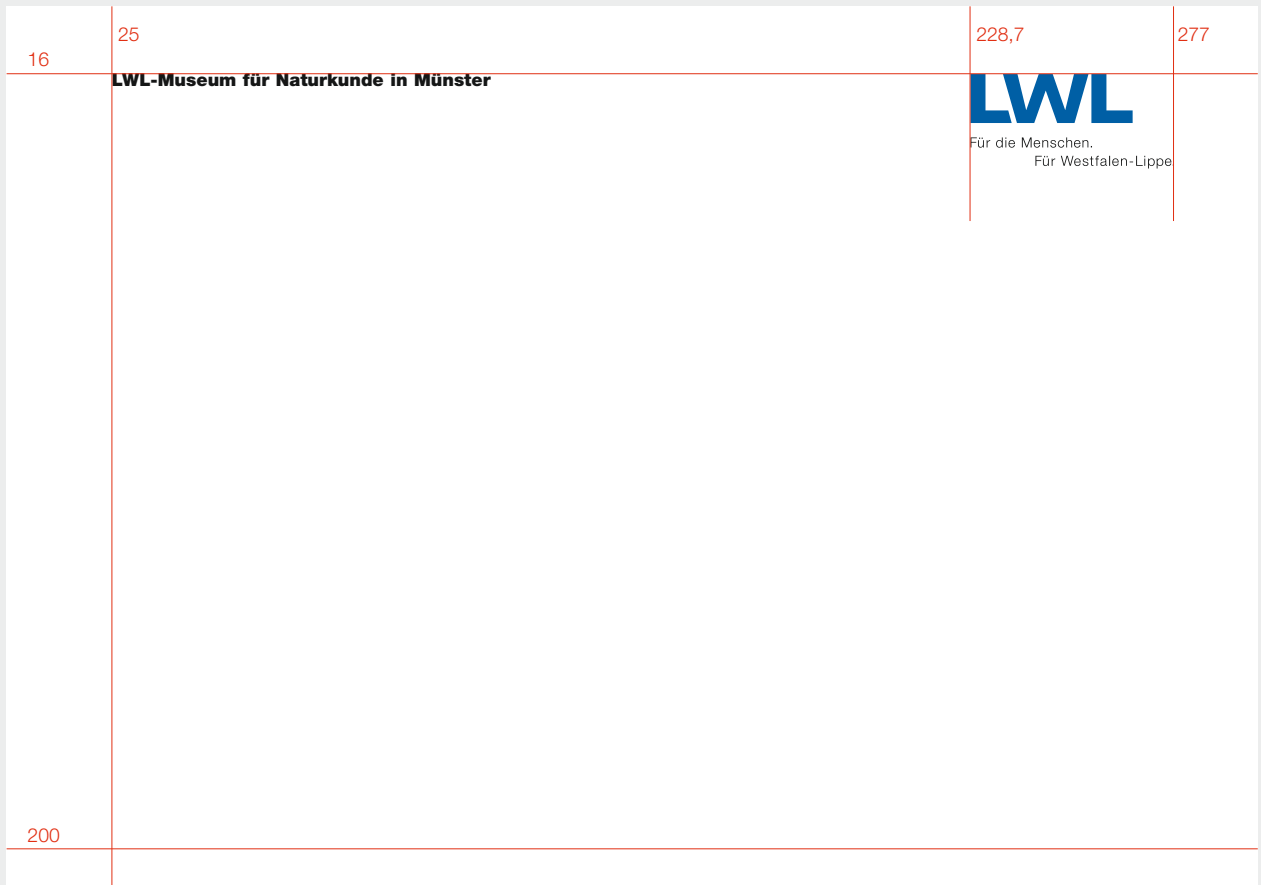 25
228,7
277
16
LWL-Museum für Naturkunde in Münster
LWL
Für die Menschen.
Für Westfalen-Lippe
200